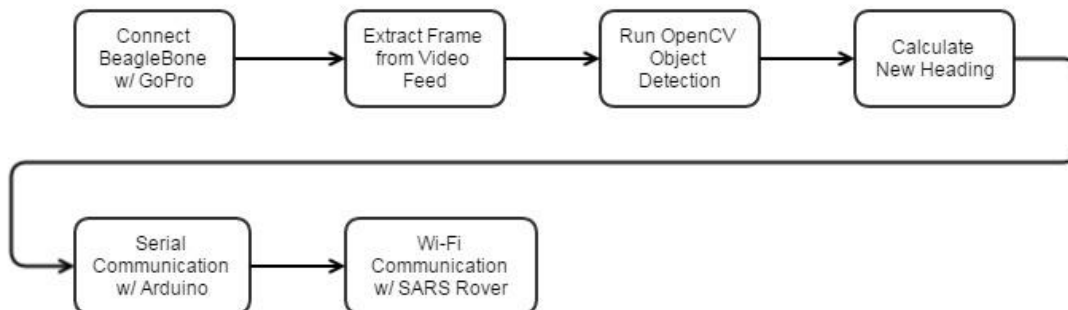 Connect
BeagleBone
w/ GoPro
Extract Frame
from Video
Feed
Run OpenCV
Object
Detection
Calculate
New Heading
Serial
Communication
w/ Arduino
Wi-Fi
Communication
w/ SARS Rover